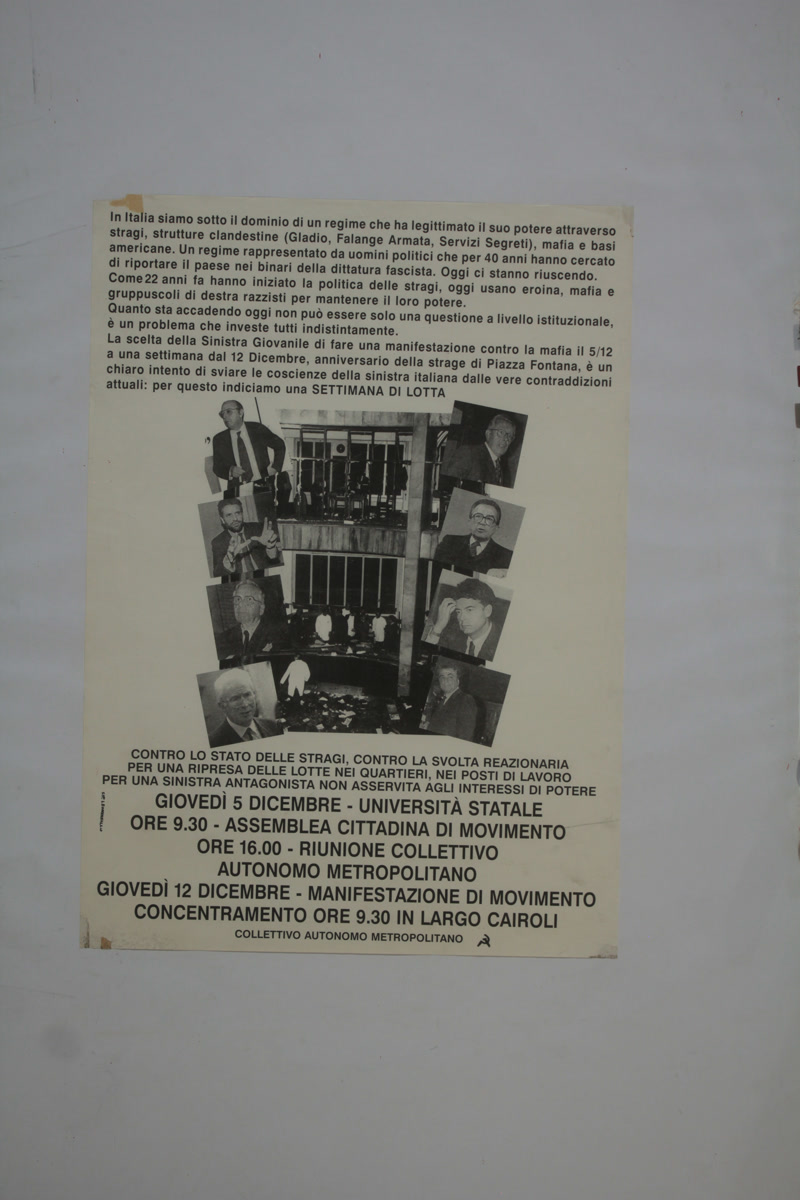 In Italia siamo sotto il dominio di un regime che ha legittimato il suo potere attraverso
stragi, strutture clandestine (Gladio, Falange Armata, Servizi Segreti), mafia e basi
americane. Un regime rappresentato da uomini politici che per 40 anni hanno cercato
di riportare il paese nei binari della dittatura fascista. Oggi ci stanno riuscendo.
Come 22 anni fa hanno iniziato la politica delle stragi, oggi usano eroina, mafia e
gruppuscoli di destra razzisti per mantenere il loro potere.
Quanto sta accadendo oggi non può essere solo una questione a livello istituzionale,
è un problema che investe tutti indistintamente.
La scelta della Sinistra Giovanile di fare una manifestazione contro la mafia il 5/12
a una settimana dal 12 Dicembre, anniversario della strage di Piazza Fontana, è un
chiaro intento di sviare le coscienze della sinistra italiana dalle vere contraddizioni
attuali: per questo indiciamo una SETTIMANA DI LOTTA
CONTRO LO STATO DELLE STRAGI, CONTRO LA SVOLTA REAZIONARIA
PER UNA RIPRESA DELLE LOTTE NEI QUARTIERI, NEI POSTI DI LAVORO
PER UNA SINISTRA ANTAGONISTA NON ASSERVITA AGLI INTERESSI DI POTERE
GIOVEDÌ 5 DICEMBRE - UNIVERSITÀ STATALE
ORE 9.30 - ASSEMBLEA CITTADINA DI MOVIMENTO
ORE 16.00 - RIUNIONE COLLETTIVO
AUTONOMO METROPOLITANO
GIOVEDÌ 12 DICEMBRE - MANIFESTAZIONE DI MOVIMENTO
CONCENTRAMENTO ORE 9.30 IN LARGO CAIROLI
COLLETTIVO AUTONOMO METROPOLITANO